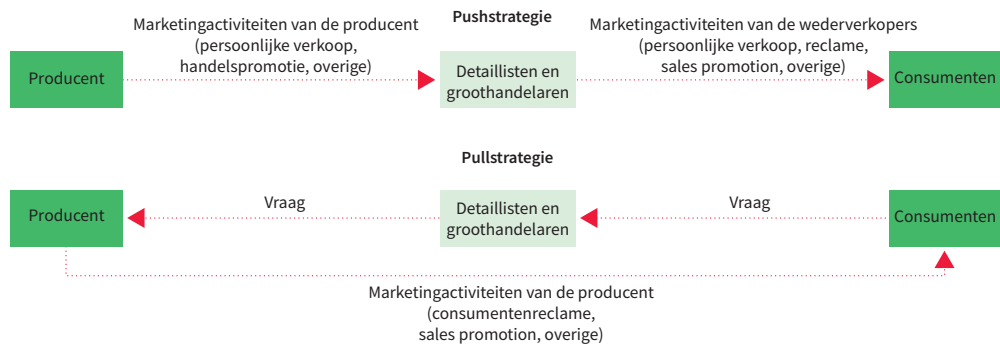 Pushstrategie
Marketingactiviteiten van de producent
(persoonlijke verkoop,
handelspromotie, overige)
Marketingactiviteiten van de wederverkopers
(persoonlijke verkoop, reclame,
sales promotion, overige)
Producent
Detaillisten en
groothandelaren
Consumenten
Pullstrategie
Producent
Vraag
Detaillisten en
groothandelaren
Vraag
Consumenten
Marketingactiviteiten van de producent
(consumentenreclame,
sales promotion, overige)